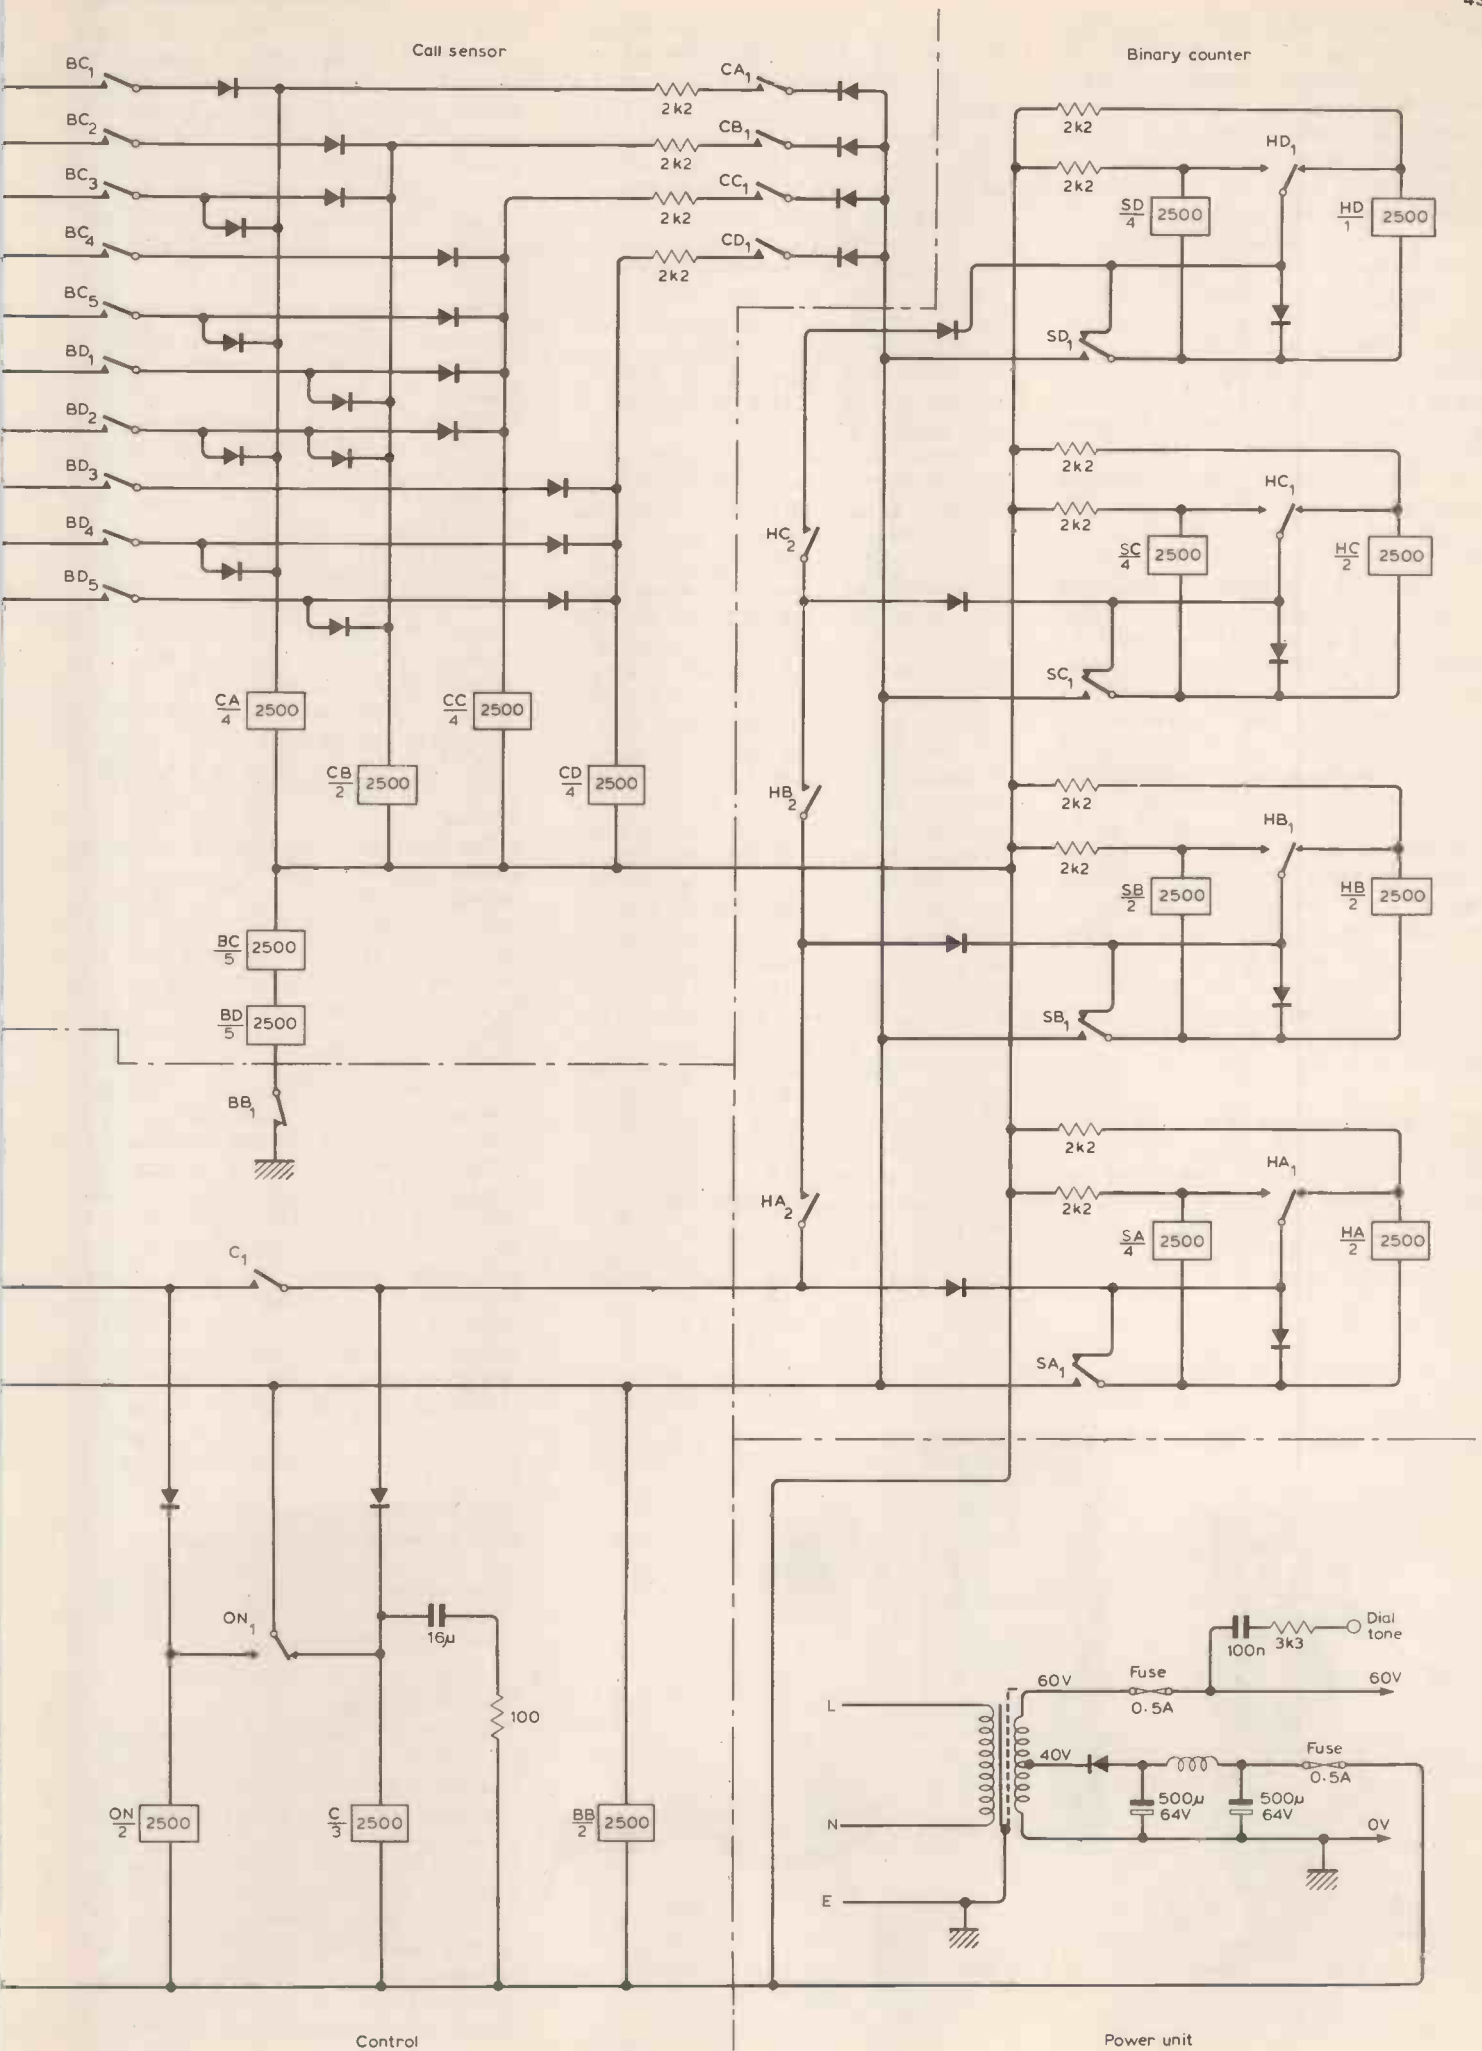 Call sensor
Binary counter
BC1
2k2
CA1
BC2
2k2
CB1
BC3
2k2
CC1
BC4
2k2
CD1
BC5
BD1
BD2
BD3
BD4
BD5
CA
4
2500
CC
4
2500
CB
2
2500
CD
4
2500
BC
5
2500
BD
5
2500
BB1
2k2
HD1
2k2
SD
4
2500
HD
1
2500
SD1
2k2
HC1
2k2
HC2
SC
4
2500
HC
2
2500
SC1
2k2
HB2
HB1
2k2
SB
2
2500
HB
2
2500
SB1
2k2
HA1
2k2
HA2
SA
4
2500
HA
2
2500
SA1
C1
ON1
16µ
100
ON
2
2500
C
3
2500
BB
2
2500
Dial
tone
100n
3k3
60V
Fuse
0.5A
60V
L
40V
Fuse
0.5A
500µ
64V
500µ
64V
N
0V
E
Control
Power unit